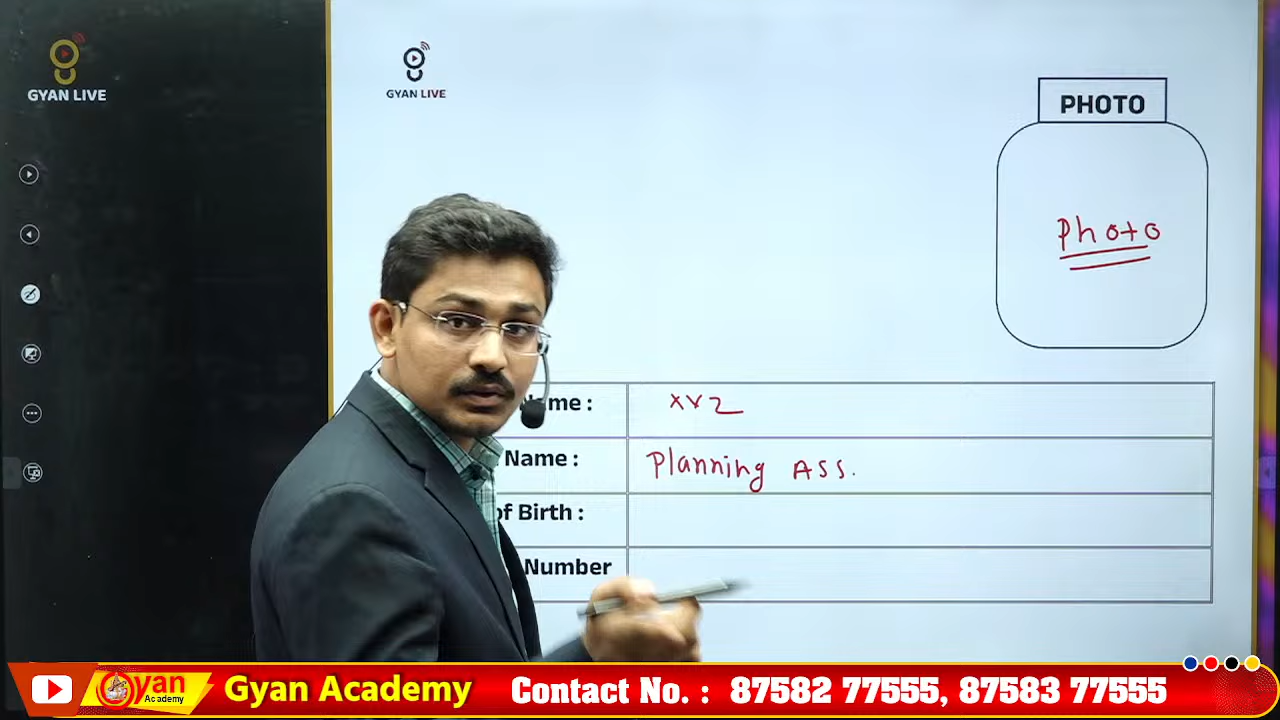 GYAN LIVE
GYAN LIVE
PHOTO
Photo
Name :
XYZ
Name :
Planning ASS.
of Birth :
Number
Gyan
Academy
Gyan Academy
Contact No. : 87582 77555, 87583 77555